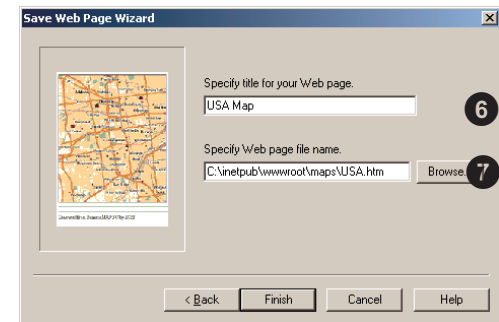 Save Web Page Wizard
Specify title for your Web page.
USA Map
6
Specify Web page file name.
C:\inetpub\wwwroot\maps\USA.htm
Browse.
7
< Back
Finish
Cancel
Help